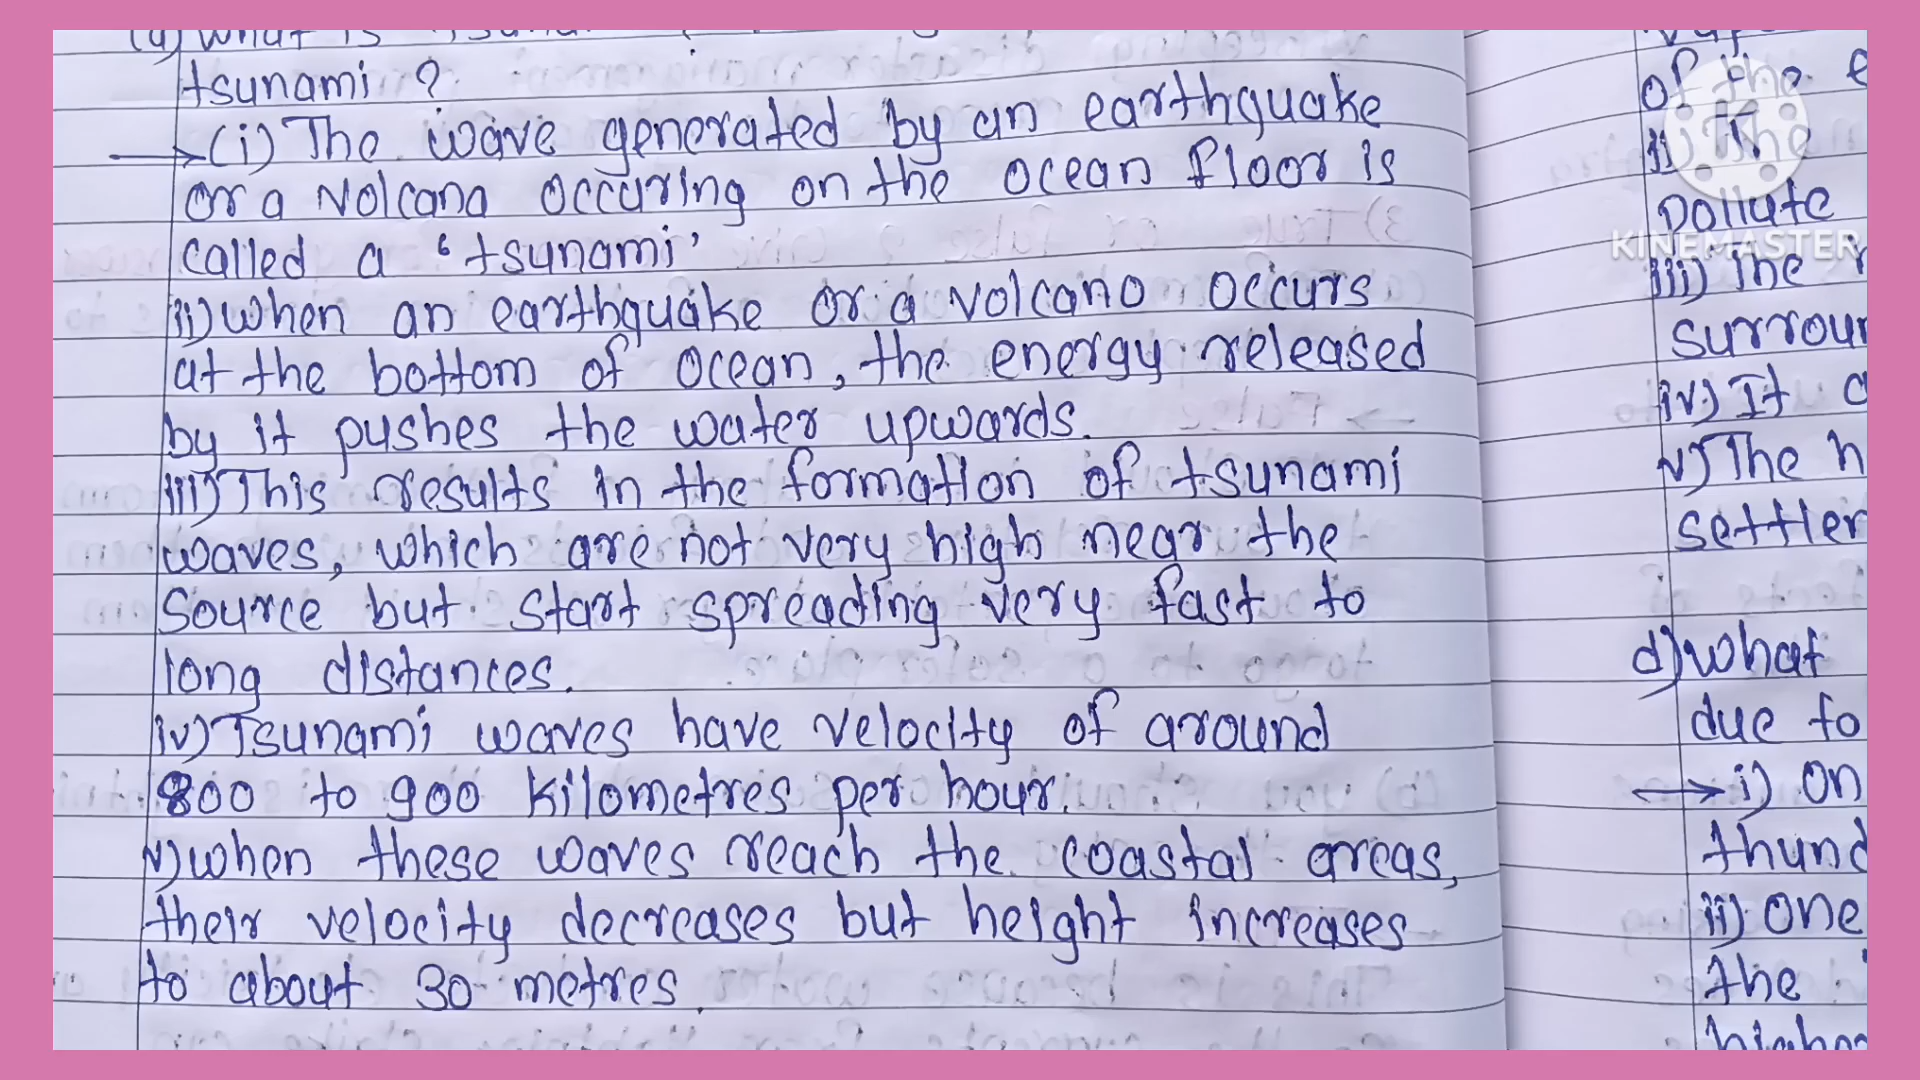 (a) What is
tsunami ?
(i) The wave generated by an earthquake
or a volcana occuring on the ocean floor is
called a 'tsunami'
ii) When an earthquake or a volcano occurs
at the bottom of ocean, the energy released
by it pushes the water upwards.
iii) This results in the formation of tsunami
waves, which are not very high near the
source but start spreading very fast to
long distances.
iv) Tsunami waves have velocity of around
800 to 900 kilometres per hour.
v) when these waves reach the coastal areas,
their velocity decreases but height increases
to about 30 metres.
of the
ii) The
pollute
iii) The
iv) It
v) The
d) what
due to
i) On
ii) one
the
K
KINEMASTER